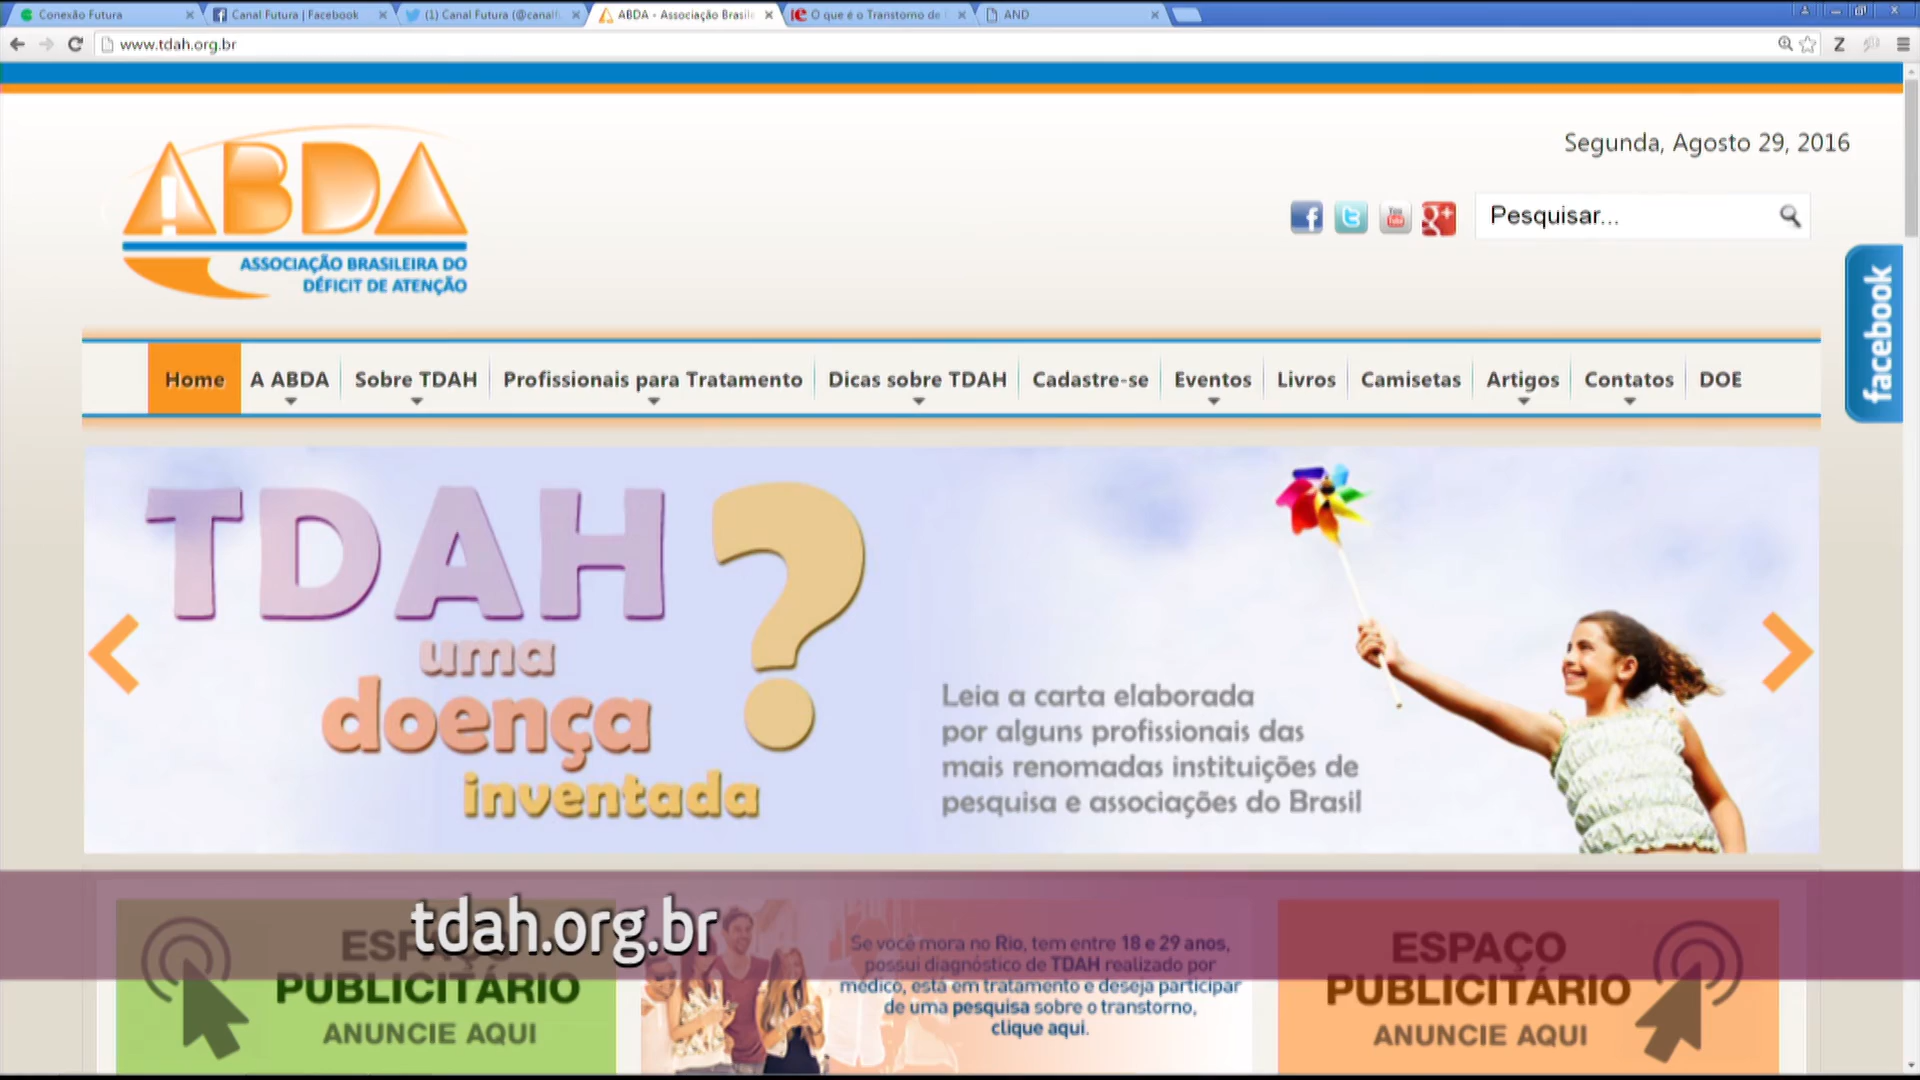 Conexão Futura
Canal Futura | Facebook
(1) Canal Futura (@canalf
ABDA - Associação Brasile
O que é o Transtorno de
AND
www.tdah.org.br
Z
Segunda, Agosto 29, 2016
ABDA
ASSOCIAÇÃO BRASILEIRA DO
DÉFICIT DE ATENÇÃO
Pesquisar...
facebook
Home
A ABDA
Sobre TDAH
Profissionais para Tratamento
Dicas sobre TDAH
Cadastre-se
Eventos
Livros
Camisetas
Artigos
Contatos
DOE
TDAH ?
uma
doença
inventada
Leia a carta elaborada
por alguns profissionais das
mais renomadas instituições de
pesquisa e associações do Brasil
tdah.org.br
ESPAÇO
PUBLICITÁRIO
ANUNCIE AQUI
Se você mora no Rio, tem entre 18 e 29 anos,
possui diagnóstico de TDAH realizado por
médico, está em tratamento e deseja participar
de uma pesquisa sobre o transtorno,
clique aqui.
ESPAÇO
PUBLICITÁRIO
ANUNCIE AQUI